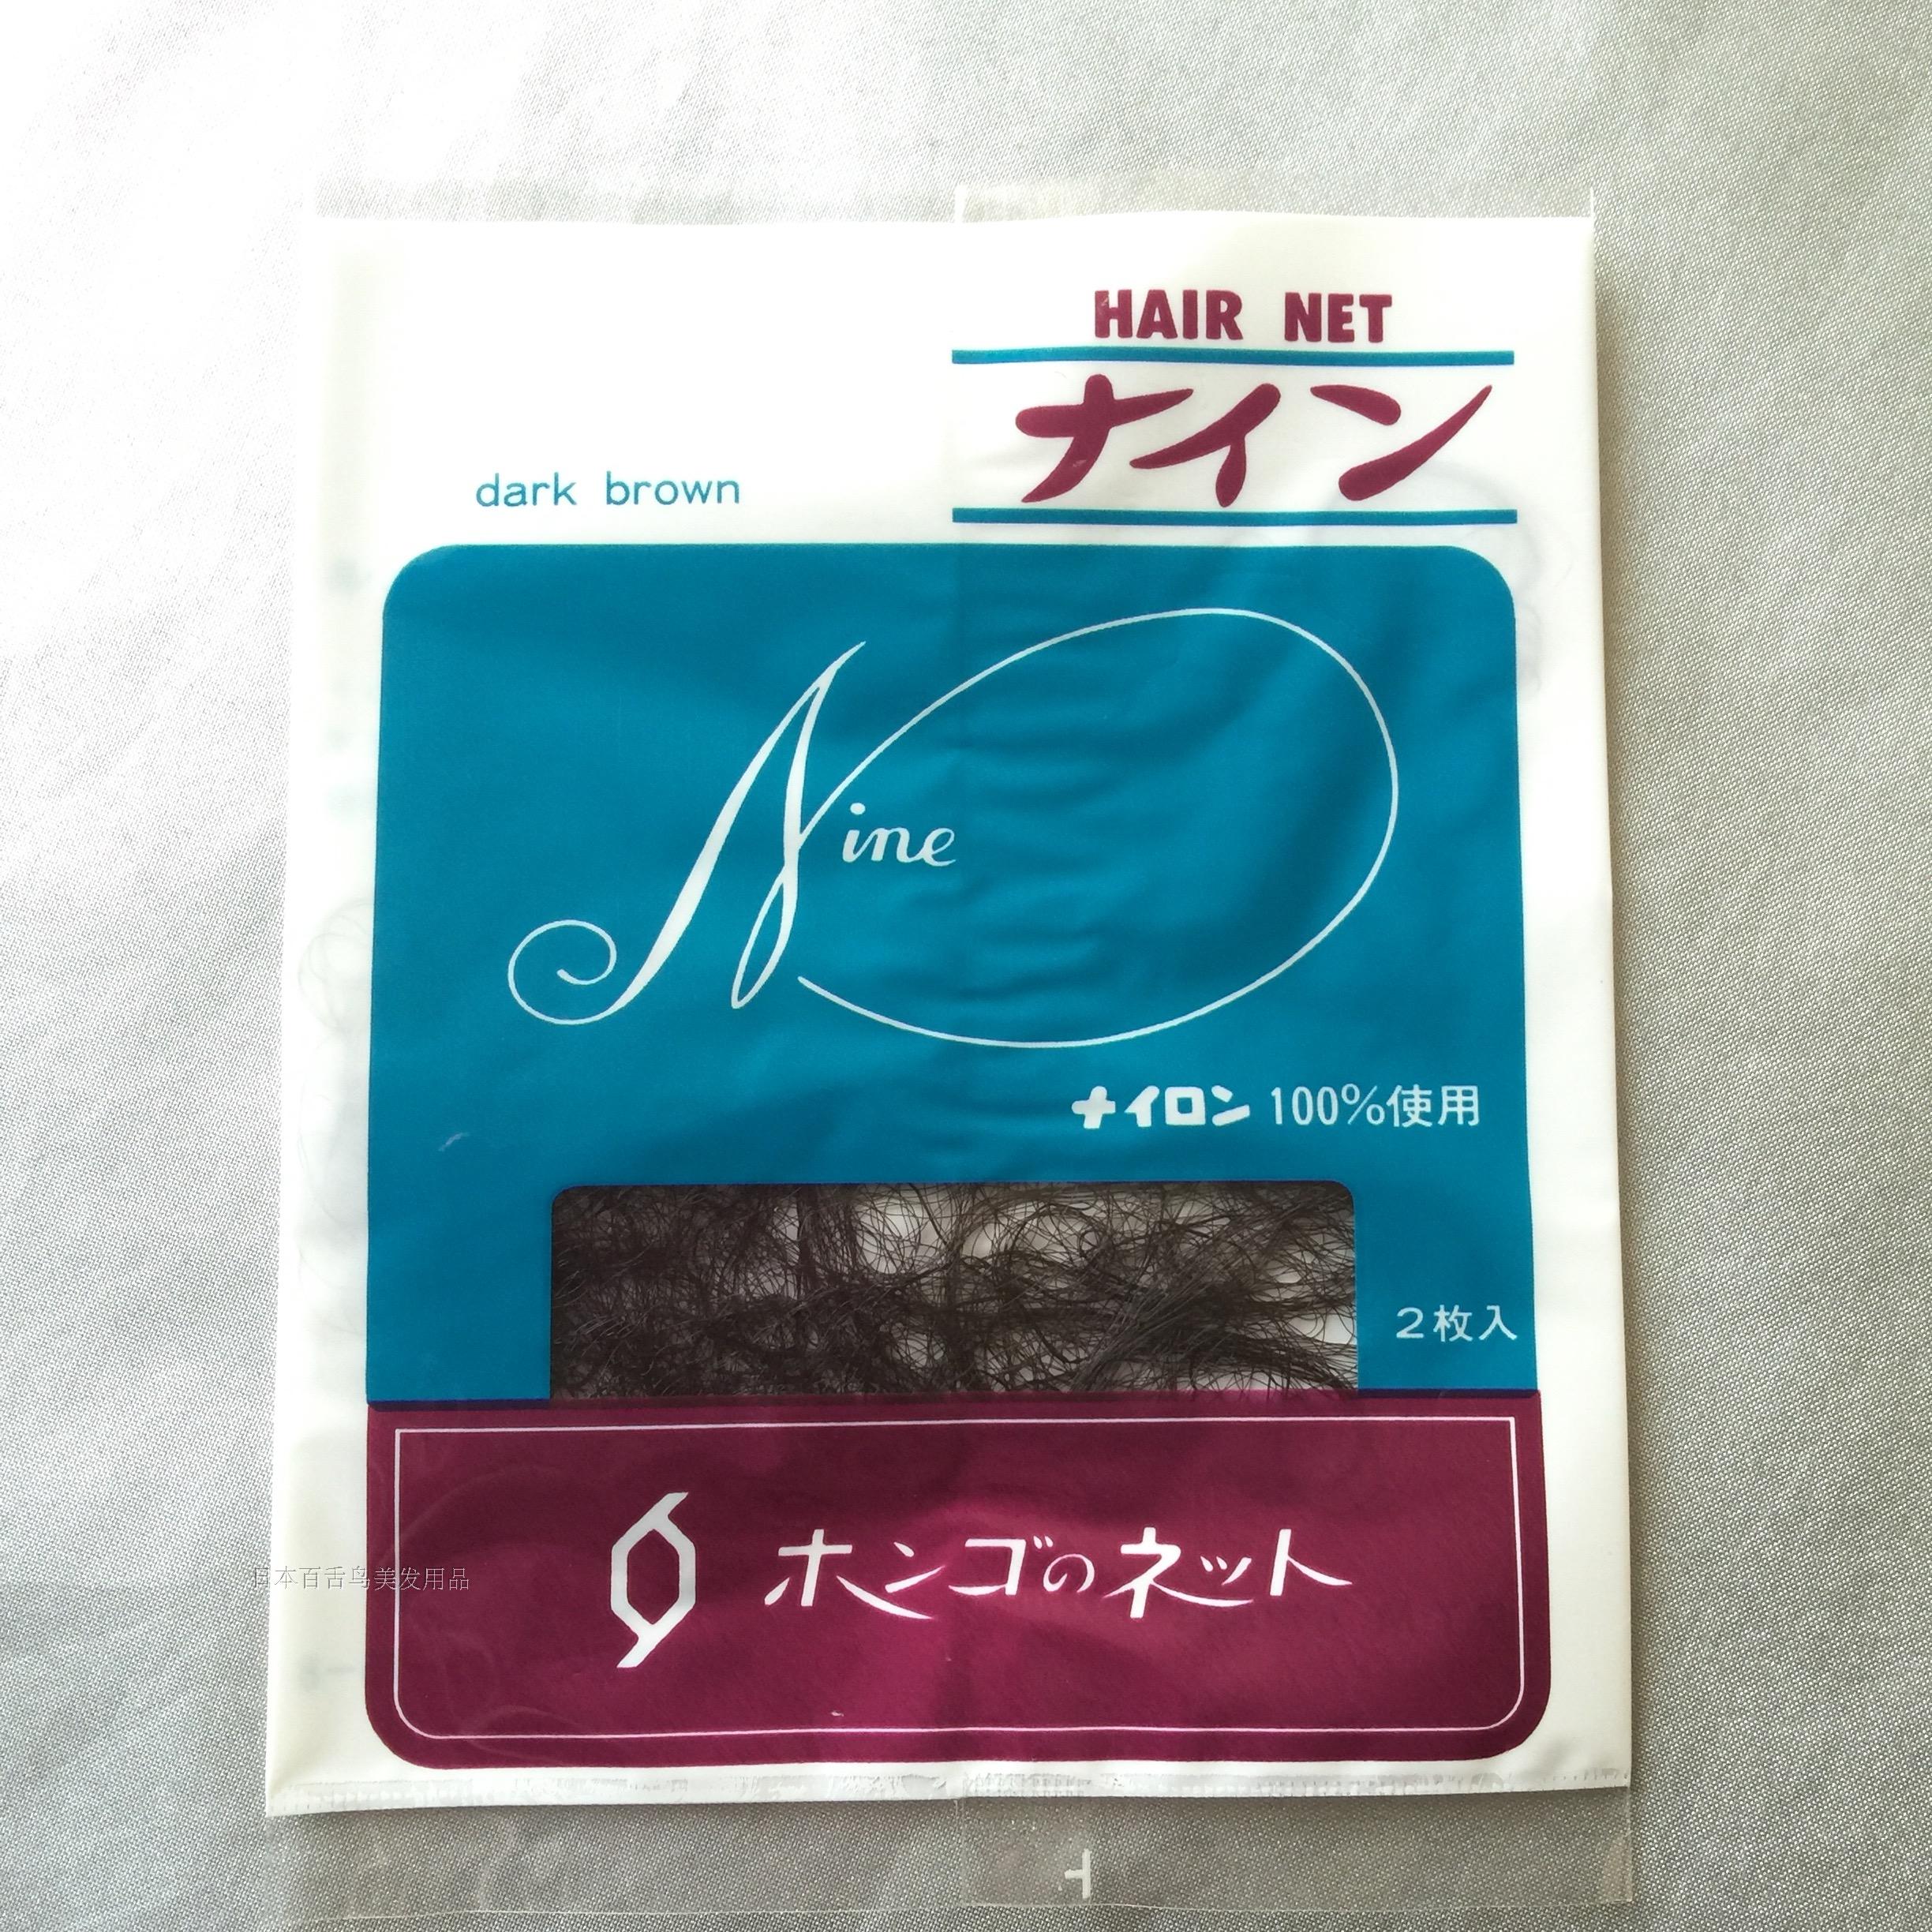 HAIR NET
ナイン
dark brown
Nine
ナイロン 100%使用
2枚入
ホンゴのネット
日本百舌鸟美发用品